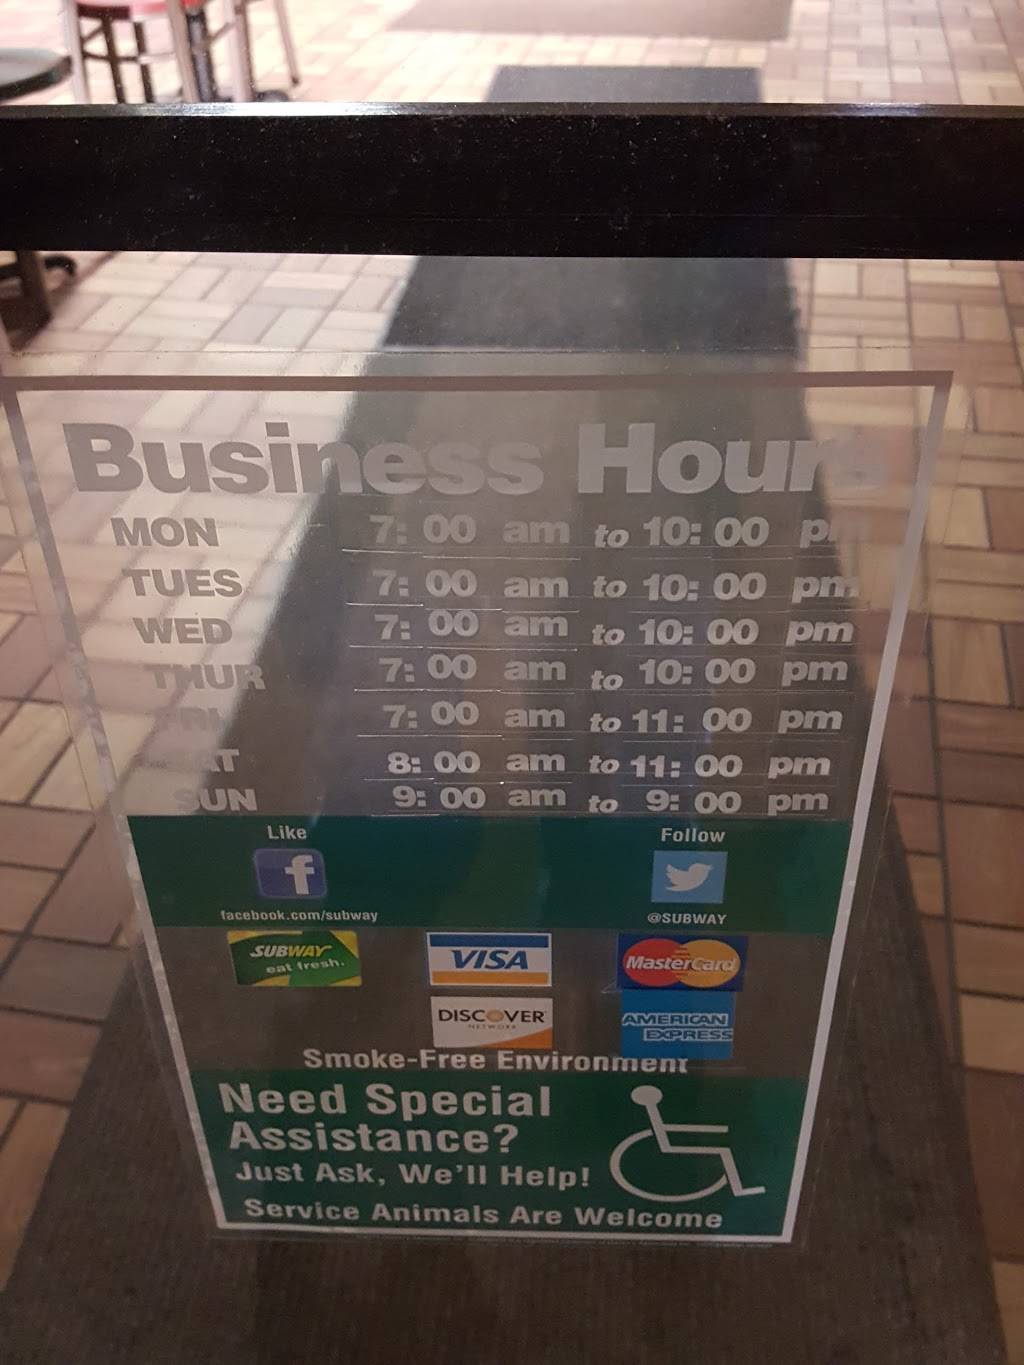 Business Hours
MON 7: 00 am to 10: 00 pm
TUES 7: 00 am to 10: 00 pm
WED 7: 00 am to 10: 00 pm
THUR 7: 00 am to 10: 00 pm
FRI 7: 00 am to 11: 00 pm
SAT 8: 00 am to 11: 00 pm
SUN 9: 00 am to 9: 00 pm
Like Follow
f
facebook.com/subway @SUBWAY
SUBWAY VISA MasterCard
eat fresh.
DISCOVER AMERICAN
NETWORK EXPRESS
Smoke-Free Environment
Need Special
Assistance?
Just Ask, We'll Help!
Service Animals Are Welcome